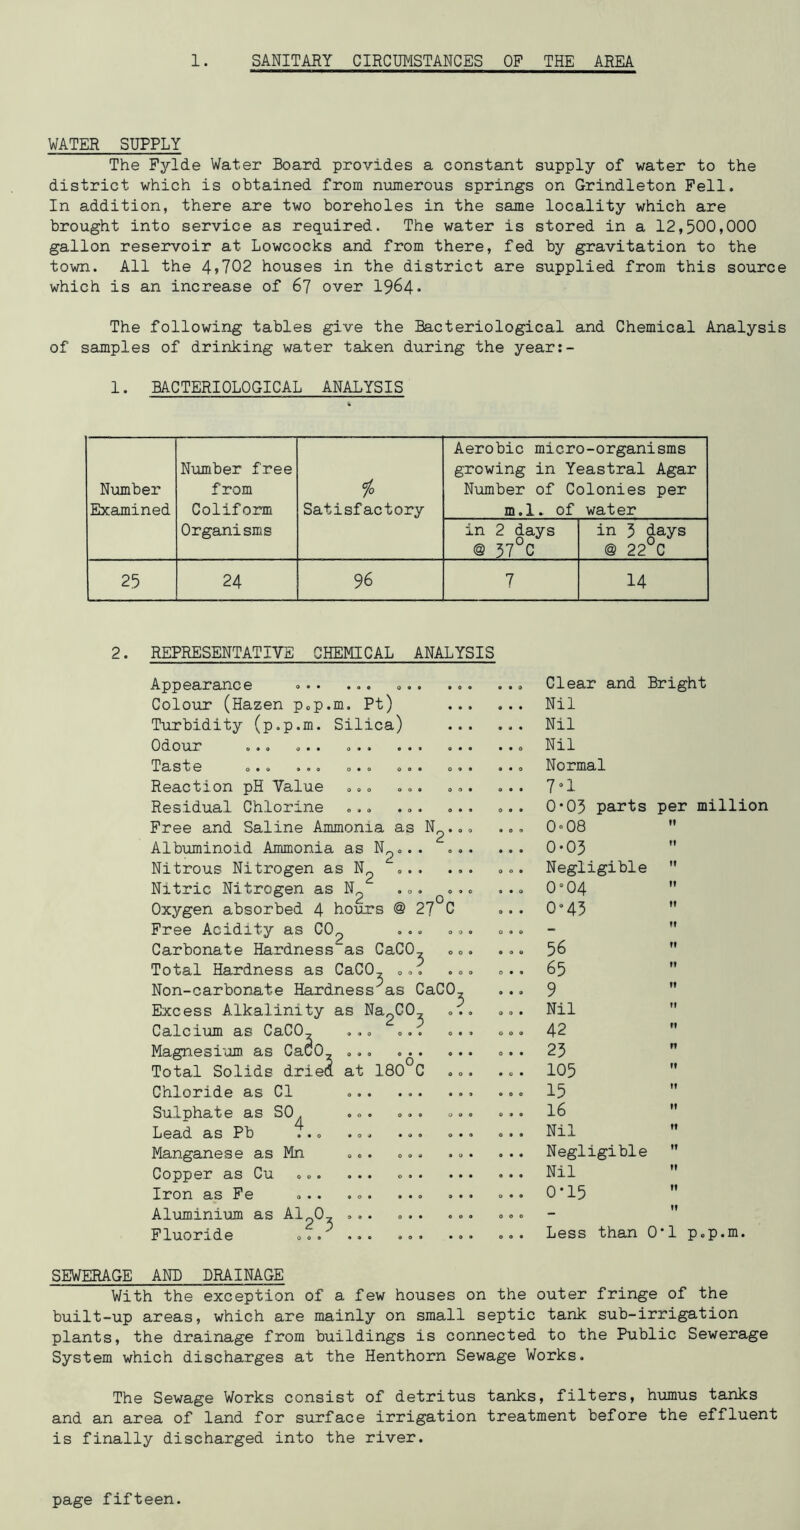 1. SANITARY CIRCUMSTANCES OF THE AREA
WATER SUPPLY
The Fylde Water Board provides a constant supply of water to the
district which is obtained from numerous springs on Grindleton Fell.
In addition, there are two boreholes in the same locality which are
brought into service as required. The water is stored in a 12,500,000
gallon reservoir at Lowcocks and from there, fed by gravitation to the
town. All the 4,702 houses in the district are supplied from this source
which is an increase of 67 over 1964.
The following tables give the Bacteriological and Chemical Analysis
of samples of drinking water taken during the year:-
1. BACTERIOLOGICAL ANALYSIS
Number Examined | Number free from Coliform Organisms | % Satisfactory | Aerobic micro-organisms growing in Yeastral Agar Number of Colonies per m.l. of water
in 2 days @ 37°C | in 3 days @ 22°C
25 | 24 | 96 | 7 | 14
2. REPRESENTATIVE CHEMICAL ANALYSIS
Appearance ... ... ... ... ... Clear and Bright
Colour (Hazen p.p.m. Pt) ... ... Nil
Turbidity (p.p.m. Silica) ... ... Nil
Odour ... ... ... ... ... ... Nil
Taste ... ... ... ... ... ... Normal
Reaction pH Value ... ... ... ... 7·1
Residual Chlorine ... ... ... ... 0·03 parts per million
Free and Saline Ammonia as N₂... ... 0·08 "
Albuminoid Ammonia as N₂... ... ... 0·03 "
Nitrous Nitrogen as N₂ ... ... ... Negligible "
Nitric Nitrogen as N₂ ... ... ... 0·04 "
Oxygen absorbed 4 hours @ 27°C ... 0·43 "
Free Acidity as CO₂ ... ... ... - "
Carbonate Hardness as CaCO₃ ... ... 56 "
Total Hardness as CaCO₃ ... ... ... 65 "
Non-carbonate Hardness as CaCO₃ ... 9 "
Excess Alkalinity as Na₂CO₃ ... ... Nil "
Calcium as CaCO₃ ... ... ... ... 42 "
Magnesium as CaCO₃ ... ... ... ... 23 "
Total Solids dried at 180°C ... ... 105 "
Chloride as Cl ... ... ... ... 15 "
Sulphate as SO₄ ... ... ... ... 16 "
Lead as Pb ... ... ... ... ... Nil "
Manganese as Mn ... ... ... ... Negligible "
Copper as Cu ... ... ... ... ... Nil "
Iron as Fe ... ... ... ... ... 0·15 "
Aluminium as Al₂O₃ ... ... ... ... - "
Fluoride ... ... ... ... ... Less than 0·1 p.p.m.
SEWERAGE AND DRAINAGE
With the exception of a few houses on the outer fringe of the
built-up areas, which are mainly on small septic tank sub-irrigation
plants, the drainage from buildings is connected to the Public Sewerage
System which discharges at the Henthorn Sewage Works.
The Sewage Works consist of detritus tanks, filters, humus tanks
and an area of land for surface irrigation treatment before the effluent
is finally discharged into the river.
page fifteen.